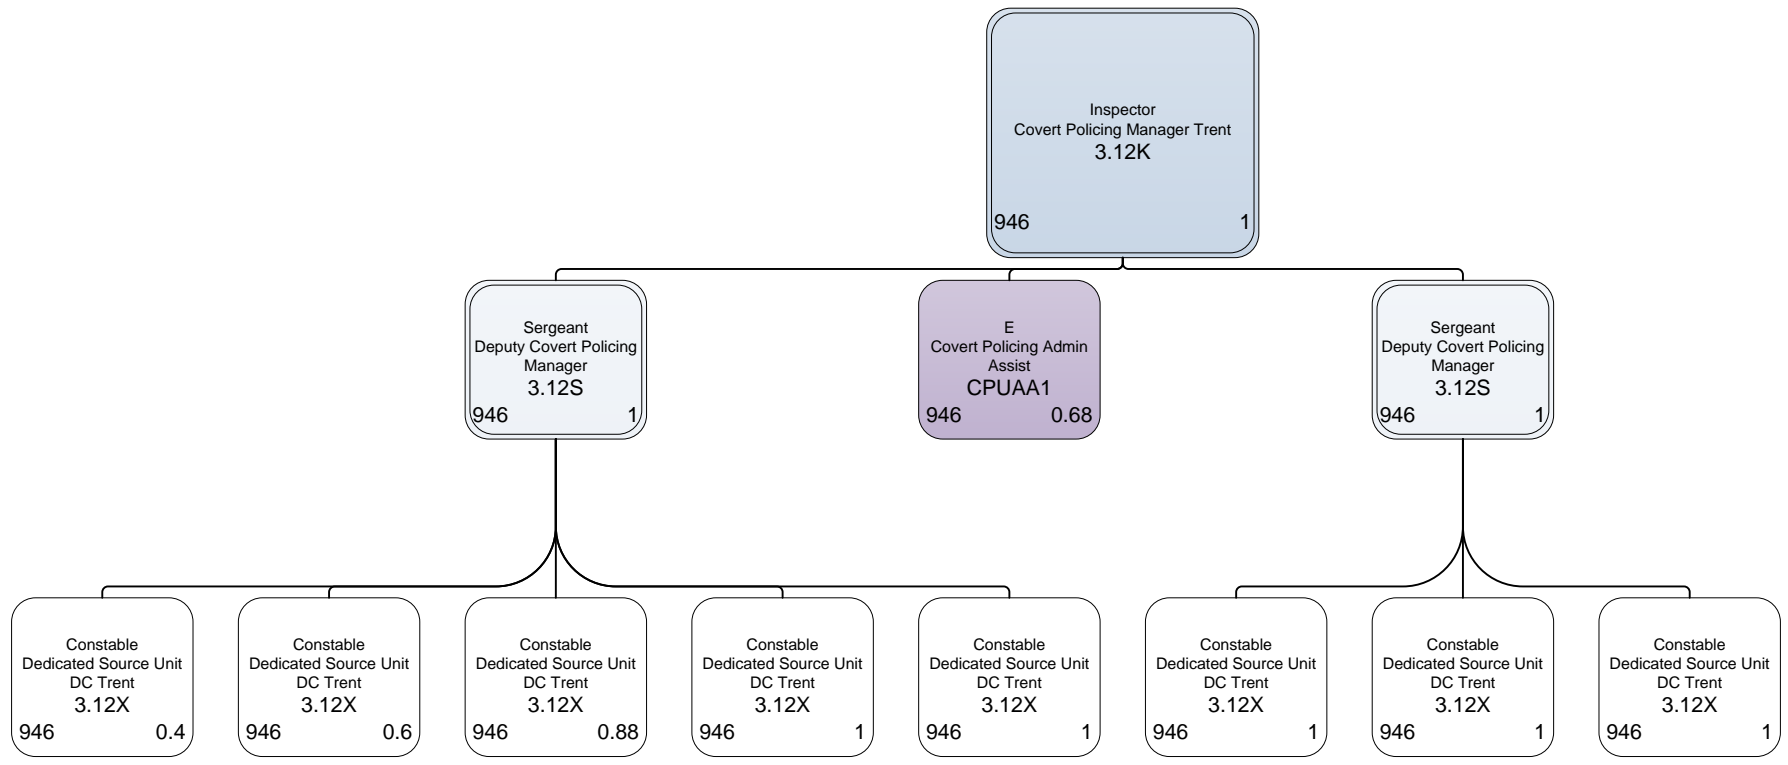 Inspector
Covert Policing Manager Trent
3.12K
946 1
Sergeant
Deputy Covert Policing
Manager
3.12S
946 1
E
Covert Policing Admin
Assist
CPUAA1
946 0.68
Sergeant
Deputy Covert Policing
Manager
3.12S
946 1
Constable
Dedicated Source Unit
DC Trent
3.12X
946 0.4
Constable
Dedicated Source Unit
DC Trent
3.12X
946 0.6
Constable
Dedicated Source Unit
DC Trent
3.12X
946 0.88
Constable
Dedicated Source Unit
DC Trent
3.12X
946 1
Constable
Dedicated Source Unit
DC Trent
3.12X
946 1
Constable
Dedicated Source Unit
DC Trent
3.12X
946 1
Constable
Dedicated Source Unit
DC Trent
3.12X
946 1
Constable
Dedicated Source Unit
DC Trent
3.12X
946 1